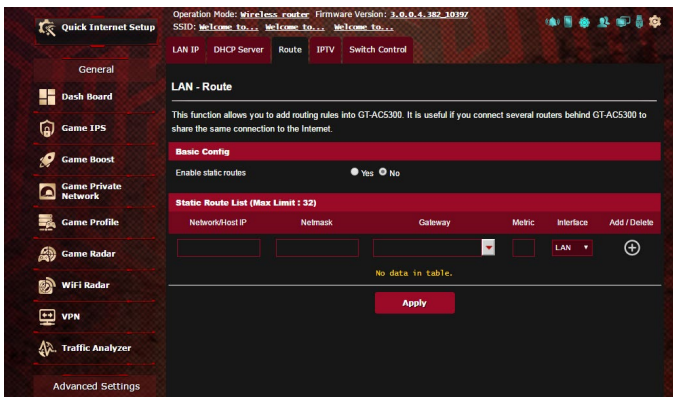 Quick Internet Setup
General
Dash Board
Game IPS
Game Boost
Game Private
Network
Game Profile
Game Radar
WiFi Radar
VPN
Traffic Analyzer
Advanced Settings
Operation Mode: Wireless router Firmware Version: 3.0.0.4.382_10397
SSID: Welcome to... Welcome to... Welcome to...
LAN IP DHCP Server Route IPTV Switch Control
LAN - Route
This function allows you to add routing rules into GT-AC5300. It is useful if you connect several routers behind GT-AC5300 to
share the same connection to the Internet.
Basic Config
Enable static routes Yes No
Static Route List (Max Limit : 32)
Network/Host IP Netmask Gateway Metric Interface Add / Delete
LAN
No data in table.
Apply